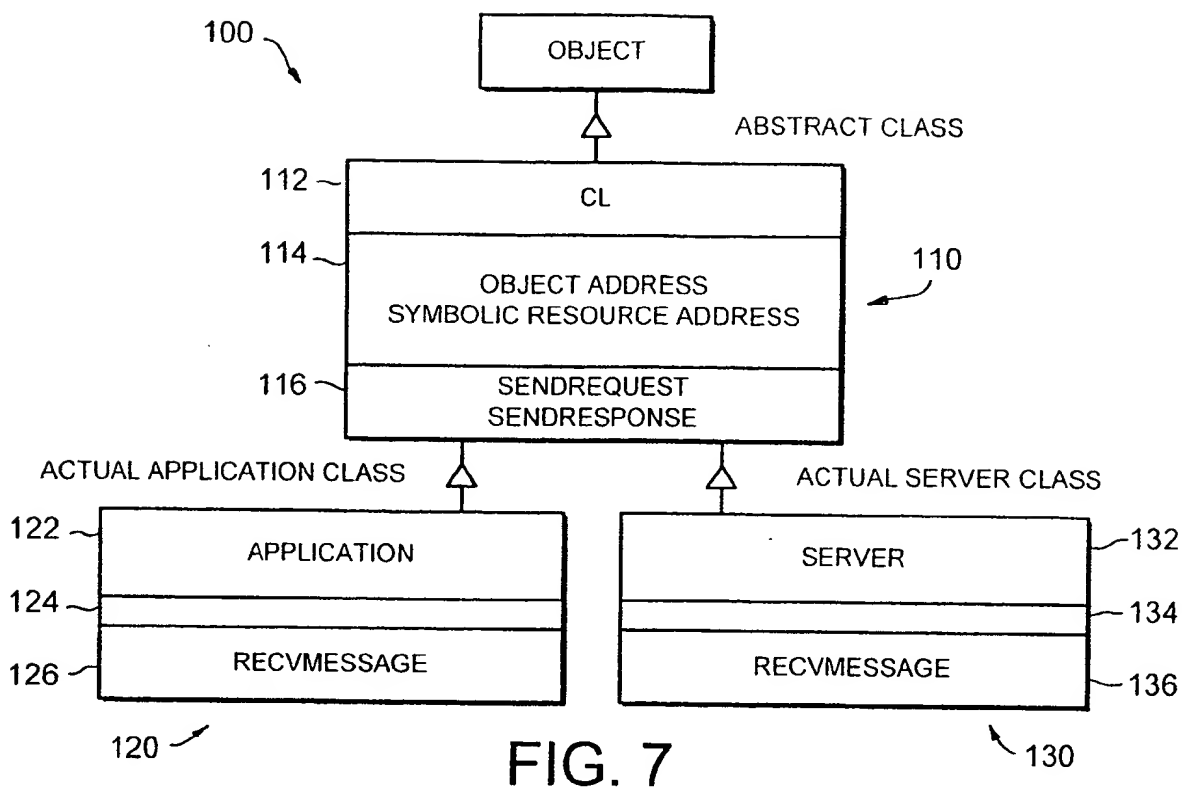 100
OBJECT
ABSTRACT CLASS
112
CL
114
OBJECT ADDRESS
SYMBOLIC RESOURCE ADDRESS
110
116
SENDREQUEST
SENDRESPONSE
ACTUAL APPLICATION CLASS
ACTUAL SERVER CLASS
122
APPLICATION
SERVER
132
124
134
126
RECVMESSAGE
RECVMESSAGE
136
120
130
FIG. 7